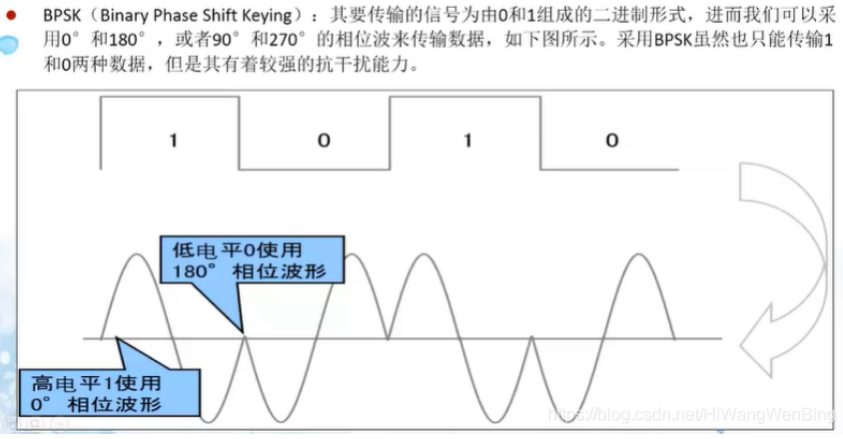 BPSK（Binary Phase Shift Keying）：其要传输的信号为由0和1组成的二进制形式，进而我们可以采
用0°和180°，或者90°和270°的相位波来传输数据，如下图所示。采用BPSK虽然也只能传输1
和0两种数据，但是其有着较强的抗干扰能力。
1 0 1 0
低电平0使用
180°相位波形
高电平1使用
0°相位波形
https://blog.csdn.net/HiWangWenBing